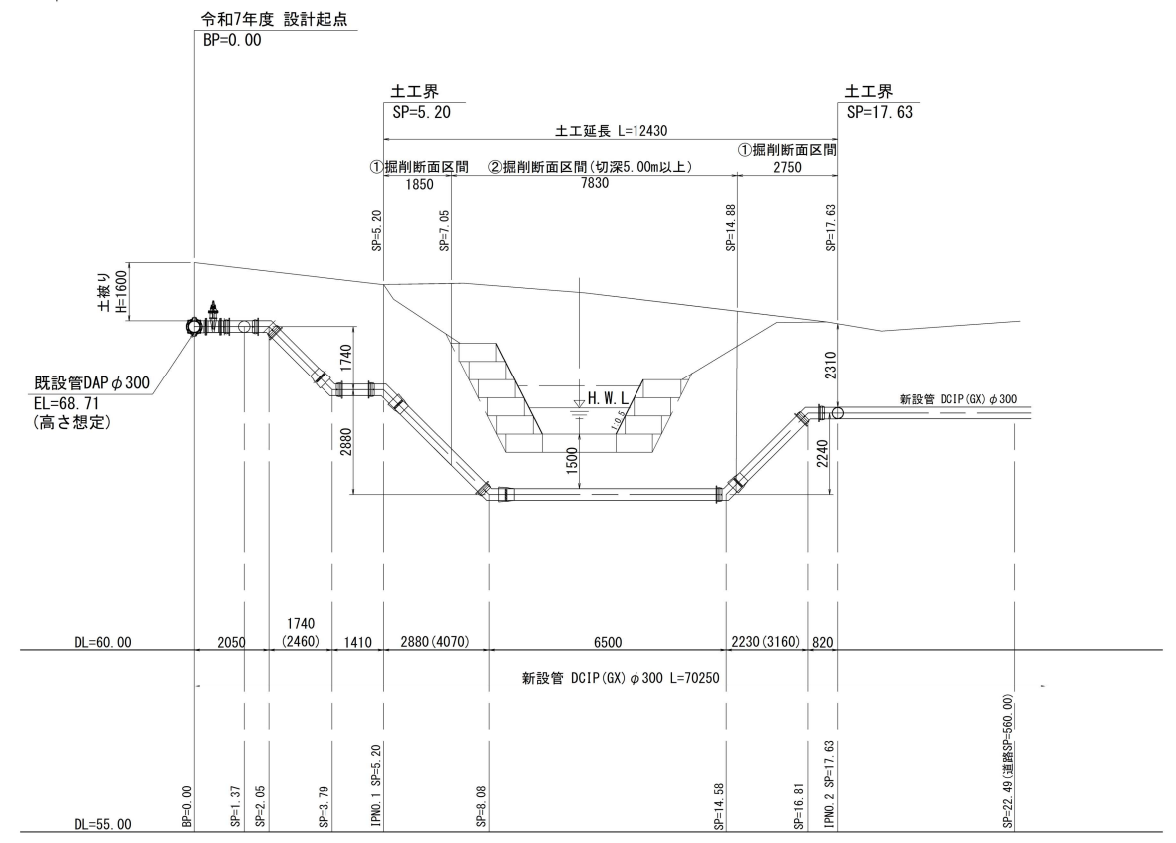 令和7年度 設計起点
BP=0.00
土工界
SP=5.20
土工界
SP=17.63
土工延長 L=12430
①掘削断面区間
1850
②掘削断面区間(切深5.00m以上)
7830
①掘削断面区間
2750
SP=5.20
SP=7.05
SP=14.88
SP=17.63
土被り
H=1600
既設管DAPφ300
EL=68.71
(高さ想定)
1740
2880
H.W.L
1:0.5
1500
2310
2240
新設管 DCIP(GX)φ300
DL=60.00
2050
1740
(2460)
1410
2880(4070)
6500
2230(3160)
820
新設管 DCIP(GX)φ300 L=70250
BP=0.00
SP=1.37
SP=2.05
SP=3.79
IPNO.1 SP=5.20
SP=8.08
SP=14.58
SP=16.81
IPNO.2 SP=17.63
SP=22.49(道路SP=560.00)
DL=55.00